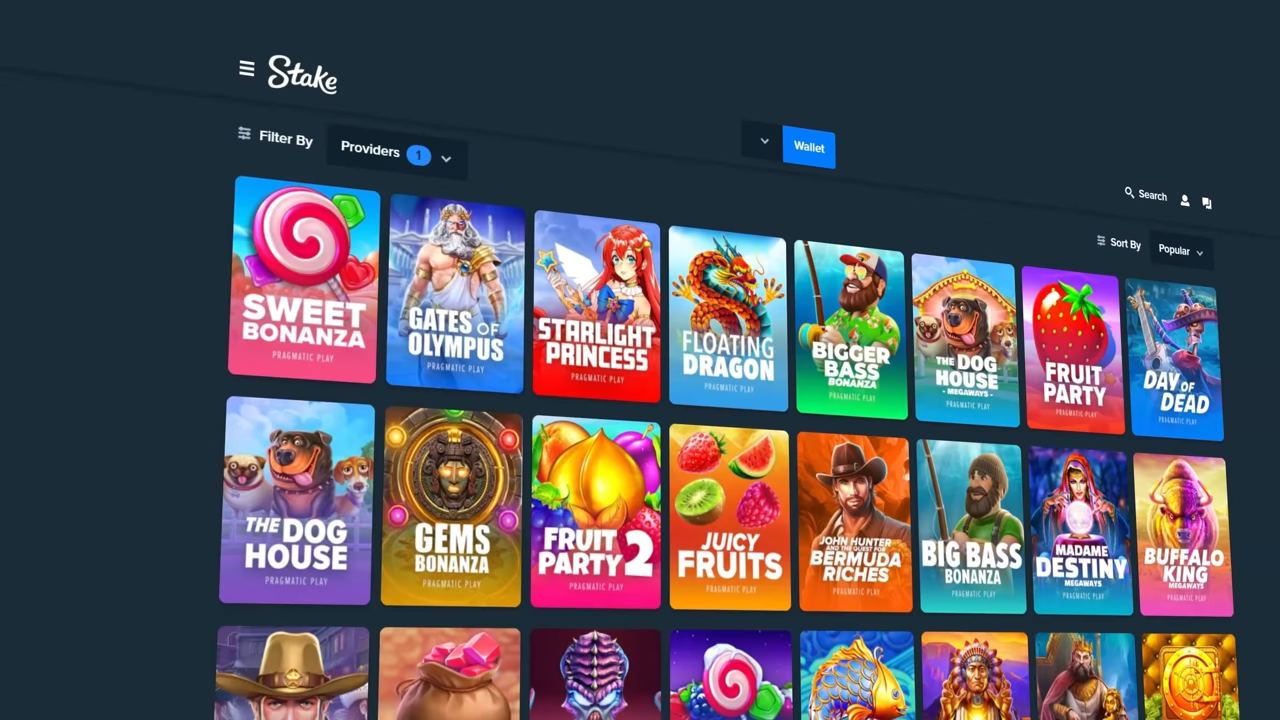 Stake
Filter By
Providers 1
Wallet
Search
Sort By
Popular
SWEET
BONANZA
PRAGMATIC PLAY
GATES OF
OLYMPUS
PRAGMATIC PLAY
STARLIGHT
PRINCESS
PRAGMATIC PLAY
FLOATING
DRAGON
PRAGMATIC PLAY
BIGGER
BASS
BONANZA
PRAGMATIC PLAY
THE DOG
HOUSE
- MEGAWAYS -
PRAGMATIC PLAY
FRUIT
PARTY
PRAGMATIC PLAY
DAY OF
DEAD
PRAGMATIC PLAY
THE DOG
HOUSE
PRAGMATIC PLAY
GEMS
BONANZA
PRAGMATIC PLAY
FRUIT
PARTY 2
PRAGMATIC PLAY
JUICY
FRUITS
PRAGMATIC PLAY
JOHN HUNTER
AND THE QUEST FOR
BERMUDA
RICHES
PRAGMATIC PLAY
BIG BASS
BONANZA
PRAGMATIC PLAY
MADAME
DESTINY
MEGAWAYS
PRAGMATIC PLAY
BUFFALO
KING
MEGAWAYS
PRAGMATIC PLAY